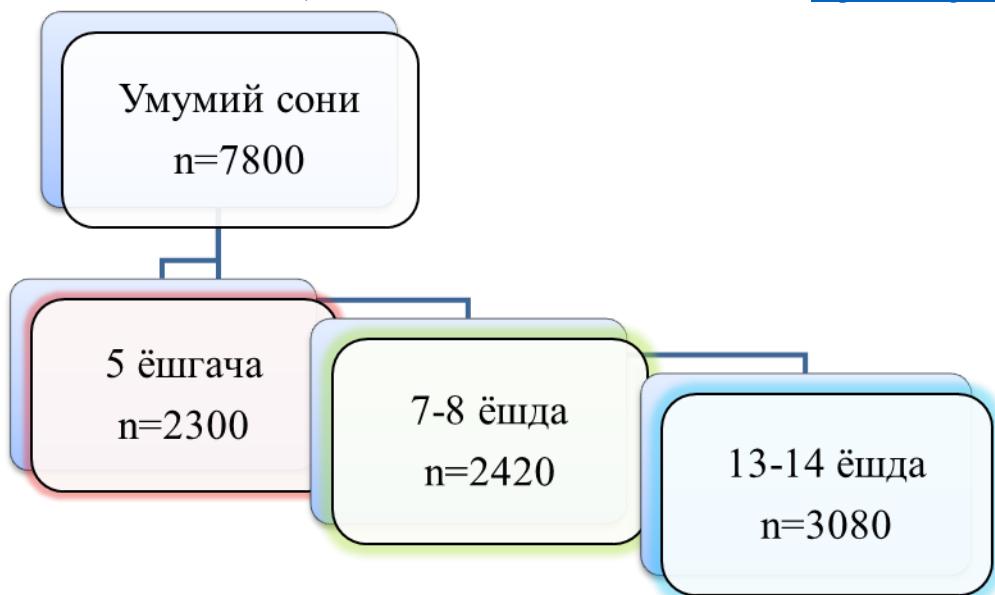 Умумий сони
n=7800
5 ёшгача
n=2300
7-8 ёшда
n=2420
13-14 ёшда
n=3080